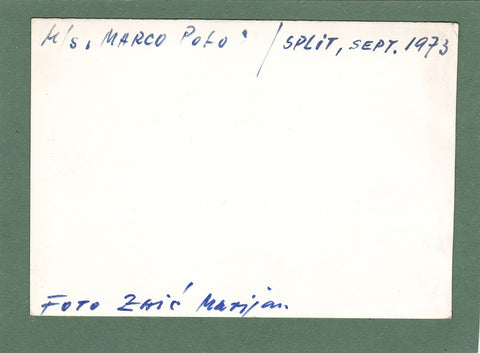 M/s „MARCO POLO“ / SPLIT, SEPT. 1973
FOTO ZAIĆ Marijan